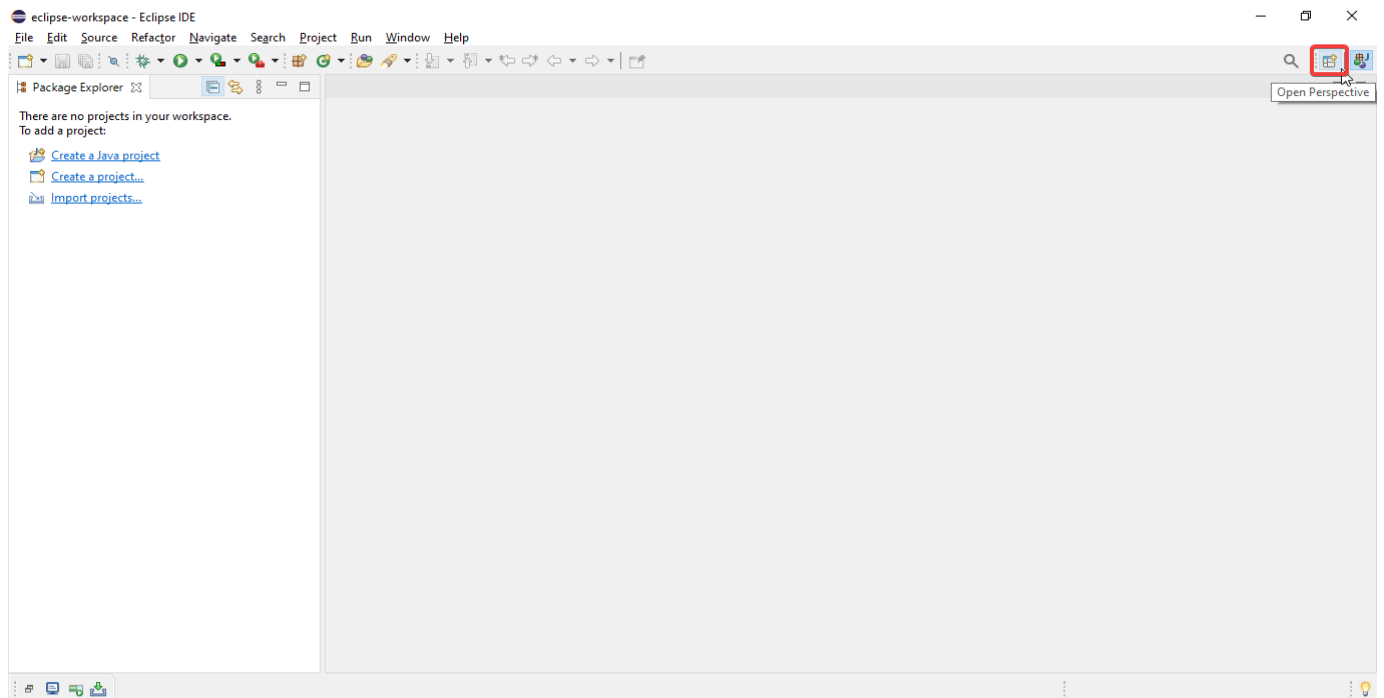 eclipse-workspace - Eclipse IDE
File Edit Source Refactor Navigate Search Project Run Window Help
Package Explorer
Open Perspective
There are no projects in your workspace.
To add a project:
Create a Java project
Create a project...
Import projects...